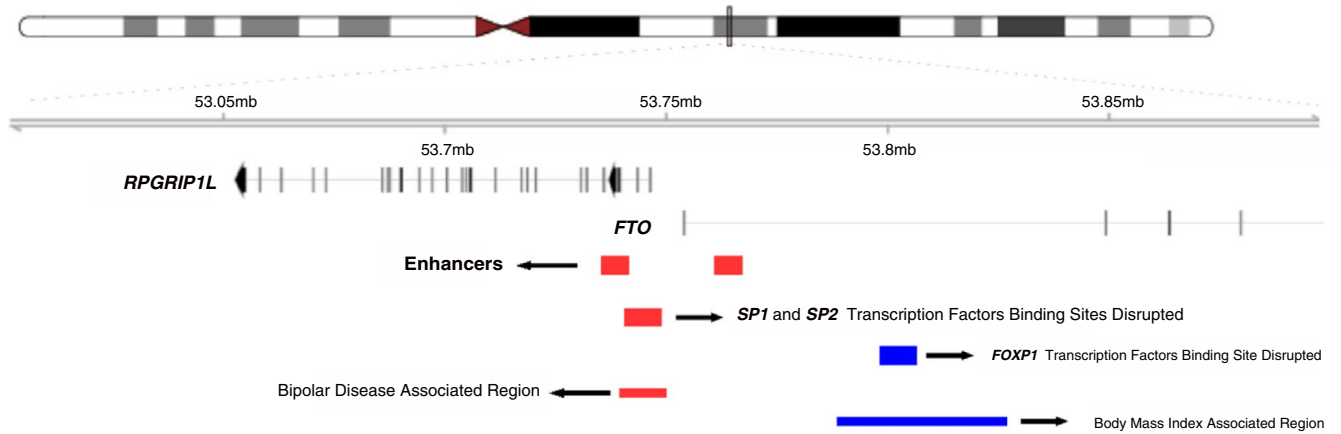 53.05mb 53.75mb 53.85mb
53.7mb 53.8mb
RPGRIP1L
FTO
Enhancers
SP1 and SP2 Transcription Factors Binding Sites Disrupted
FOXP1 Transcription Factors Binding Site Disrupted
Bipolar Disease Associated Region
Body Mass Index Associated Region